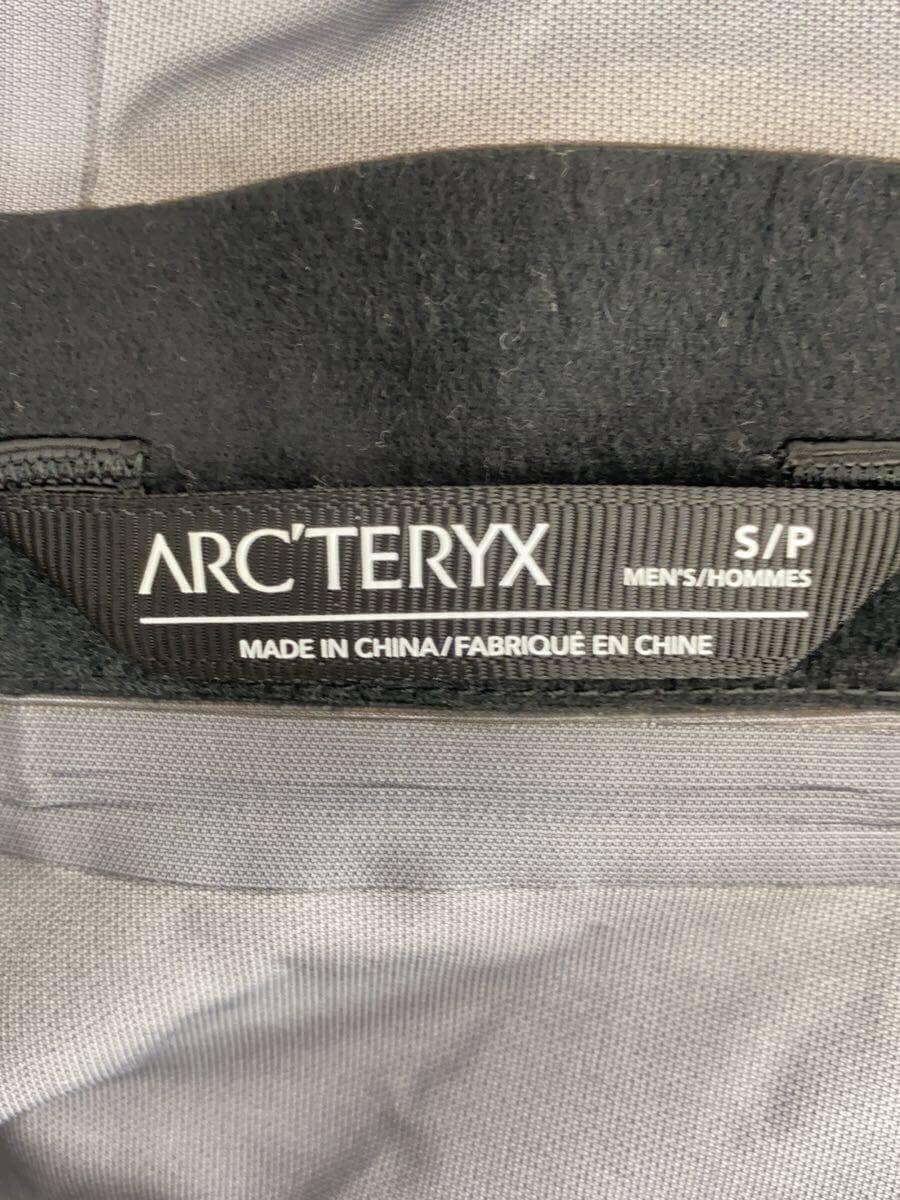 ARC'TERYX
S/P
MEN'S/HOMMES
MADE IN CHINA/FABRIQUÉ EN CHINE